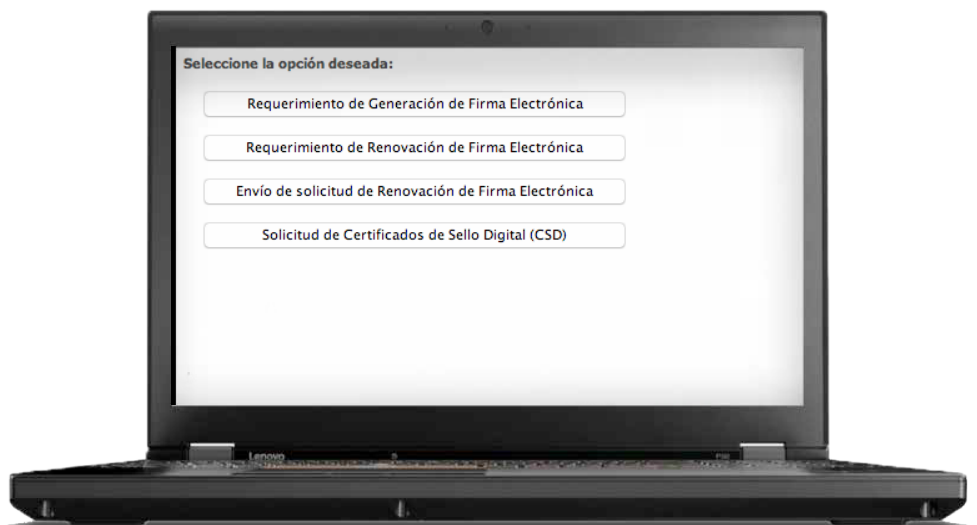 Seleccione la opción deseada:
Requerimiento de Generación de Firma Electrónica
Requerimiento de Renovación de Firma Electrónica
Envío de solicitud de Renovación de Firma Electrónica
Solicitud de Certificados de Sello Digital (CSD)
Lenovo